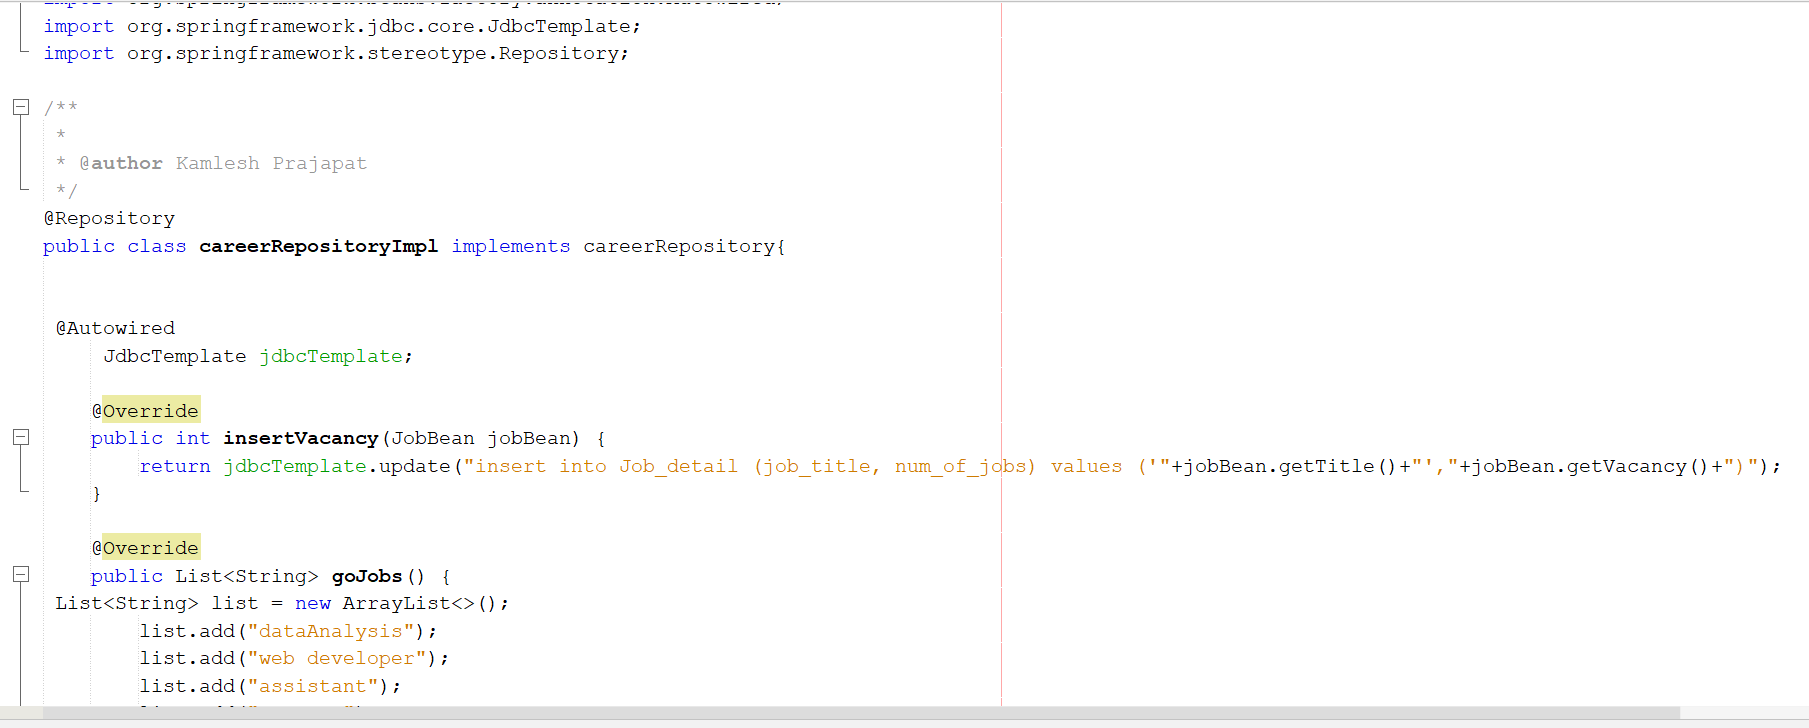 import org.springframework.jdbc.core.JdbcTemplate;
import org.springframework.stereotype.Repository;
/**
*
* @author Kamlesh Prajapat
*/
@Repository
public class careerRepositoryImpl implements careerRepository{
@Autowired
JdbcTemplate jdbcTemplate;
@Override
public int insertVacancy(JobBean jobBean) {
return jdbcTemplate.update("insert into Job_detail (job_title, num_of_jobs) values ('"+jobBean.getTitle()+"',"+jobBean.getVacancy()+")");
}
@Override
public List<String> goJobs() {
List<String> list = new ArrayList<>();
list.add("dataAnalysis");
list.add("web developer");
list.add("assistant");